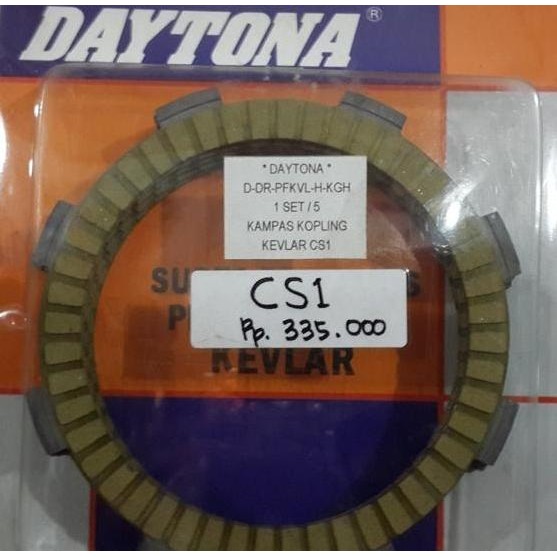 DAYTONA ®
* DAYTONA *
D-DR-PFKVL-H-KGH
1 SET / 5
KAMPAS KOPLING
KEVLAR CS1
CS1
Rp. 335.000
KEVLAR